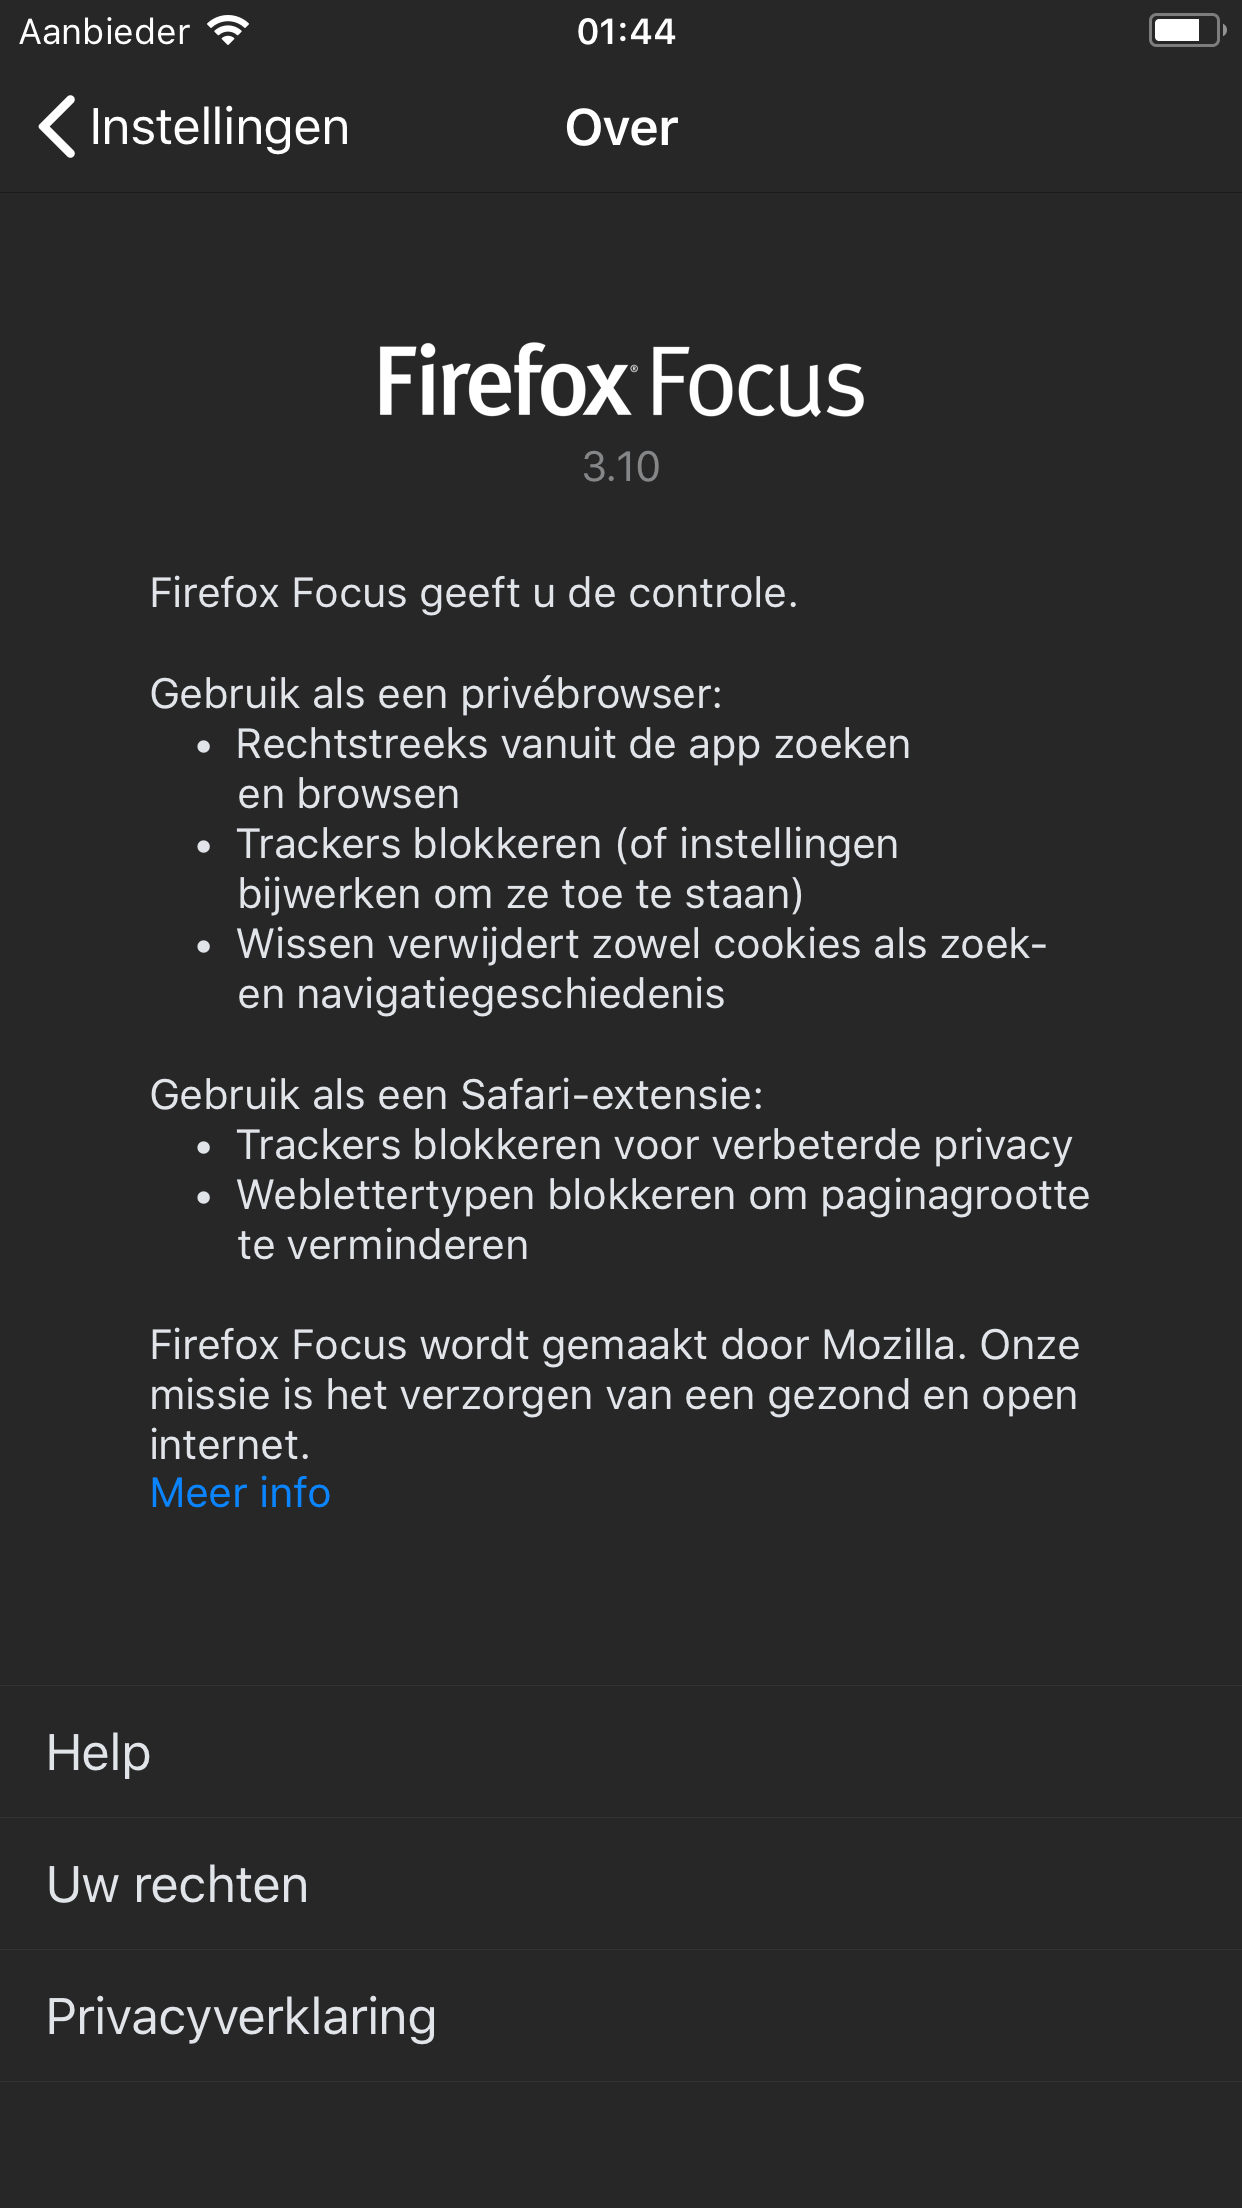 Aanbieder 01:44
Instellingen Over
Firefox® Focus
3.10
Firefox Focus geeft u de controle.
Gebruik als een privébrowser:
• Rechtstreeks vanuit de app zoeken
en browsen
• Trackers blokkeren (of instellingen
bijwerken om ze toe te staan)
• Wissen verwijdert zowel cookies als zoek-
en navigatiegeschiedenis
Gebruik als een Safari-extensie:
• Trackers blokkeren voor verbeterde privacy
• Weblettertypen blokkeren om paginagrootte
te verminderen
Firefox Focus wordt gemaakt door Mozilla. Onze
missie is het verzorgen van een gezond en open
internet.
Meer info
Help
Uw rechten
Privacyverklaring